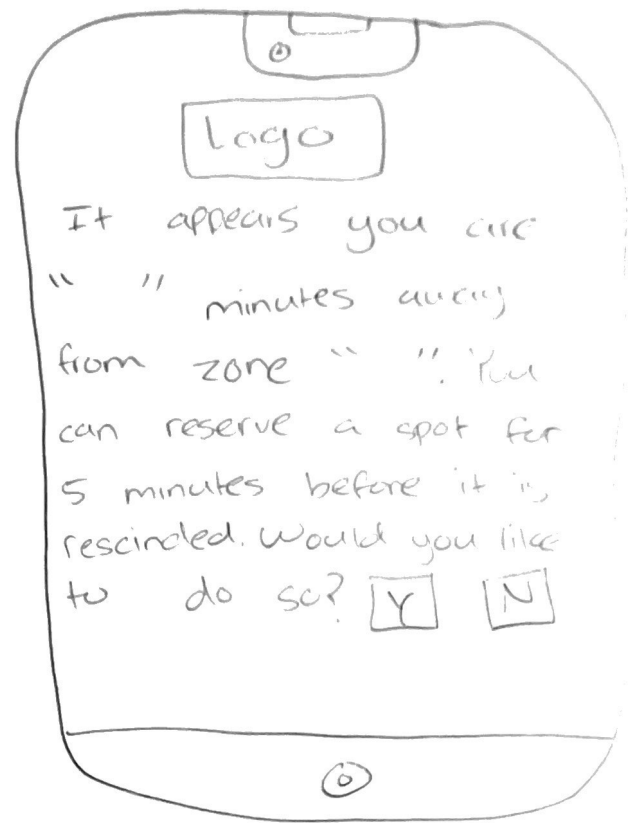 Logo
It appears you are
" " minutes away
from zone " ". You
can reserve a spot for
5 minutes before it is
rescinded. Would you like
to do so? Y N